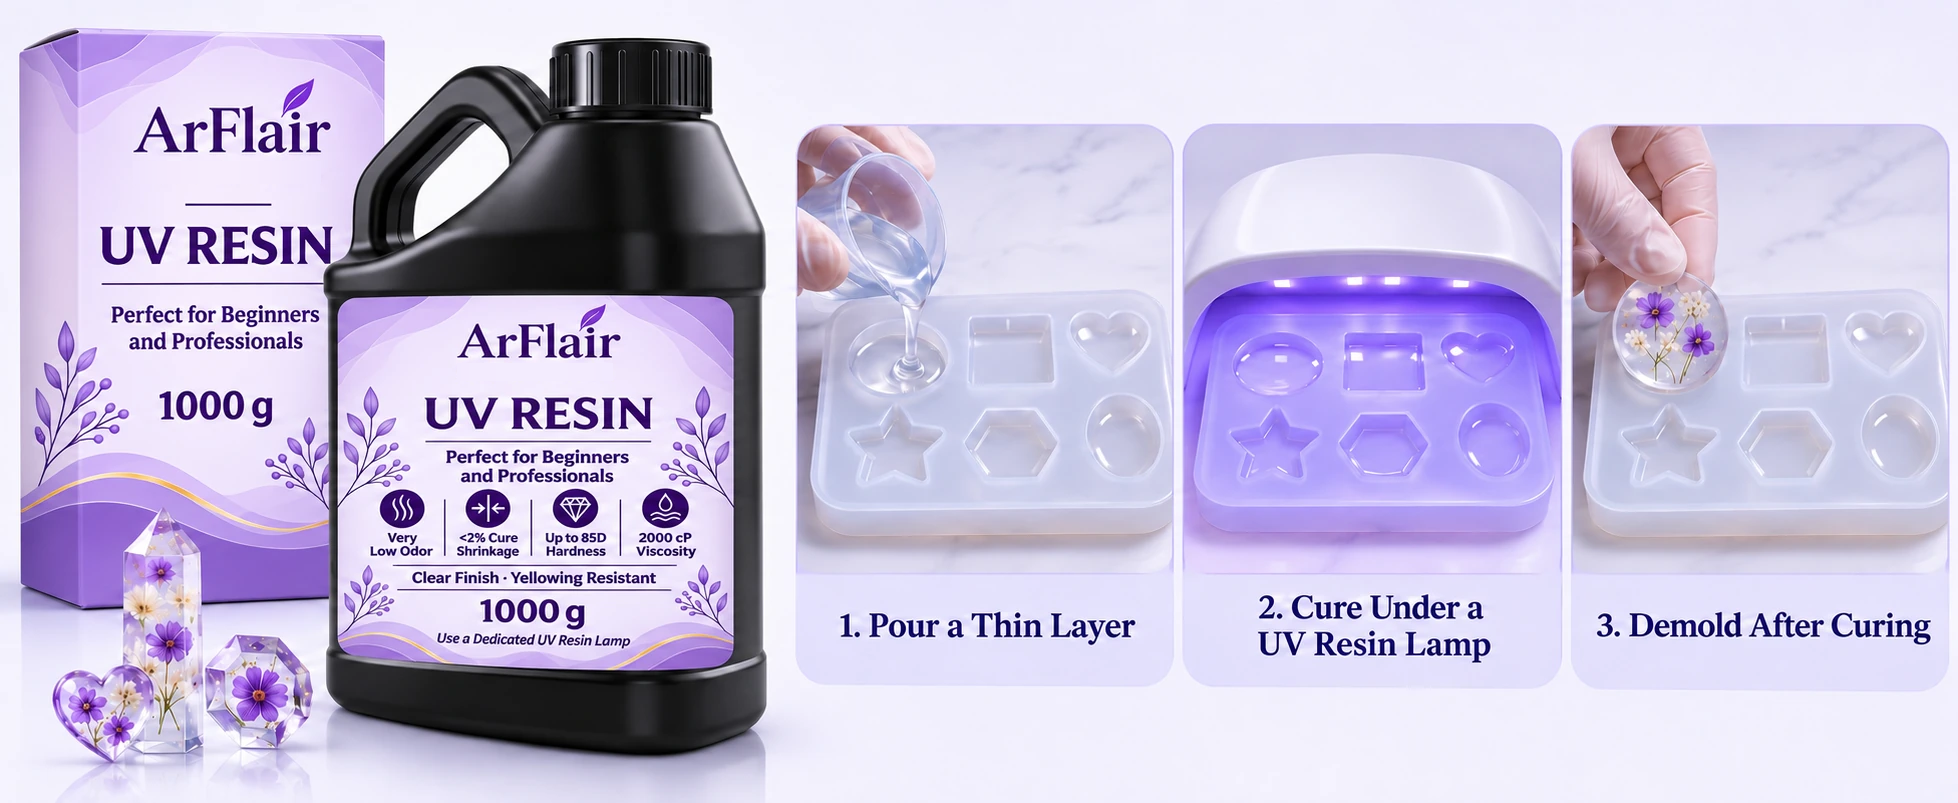 ArFlair
UV RESIN
Perfect for Beginners
and Professionals
1000 g
ArFlair
UV RESIN
Perfect for Beginners
and Professionals
Very
Low Odor
<2% Cure
Shrinkage
Up to 85D
Hardness
2000 cP
Viscosity
Clear Finish · Yellowing Resistant
1000 g
Use a Dedicated UV Resin Lamp
1. Pour a Thin Layer
2. Cure Under a
UV Resin Lamp
3. Demold After Curing